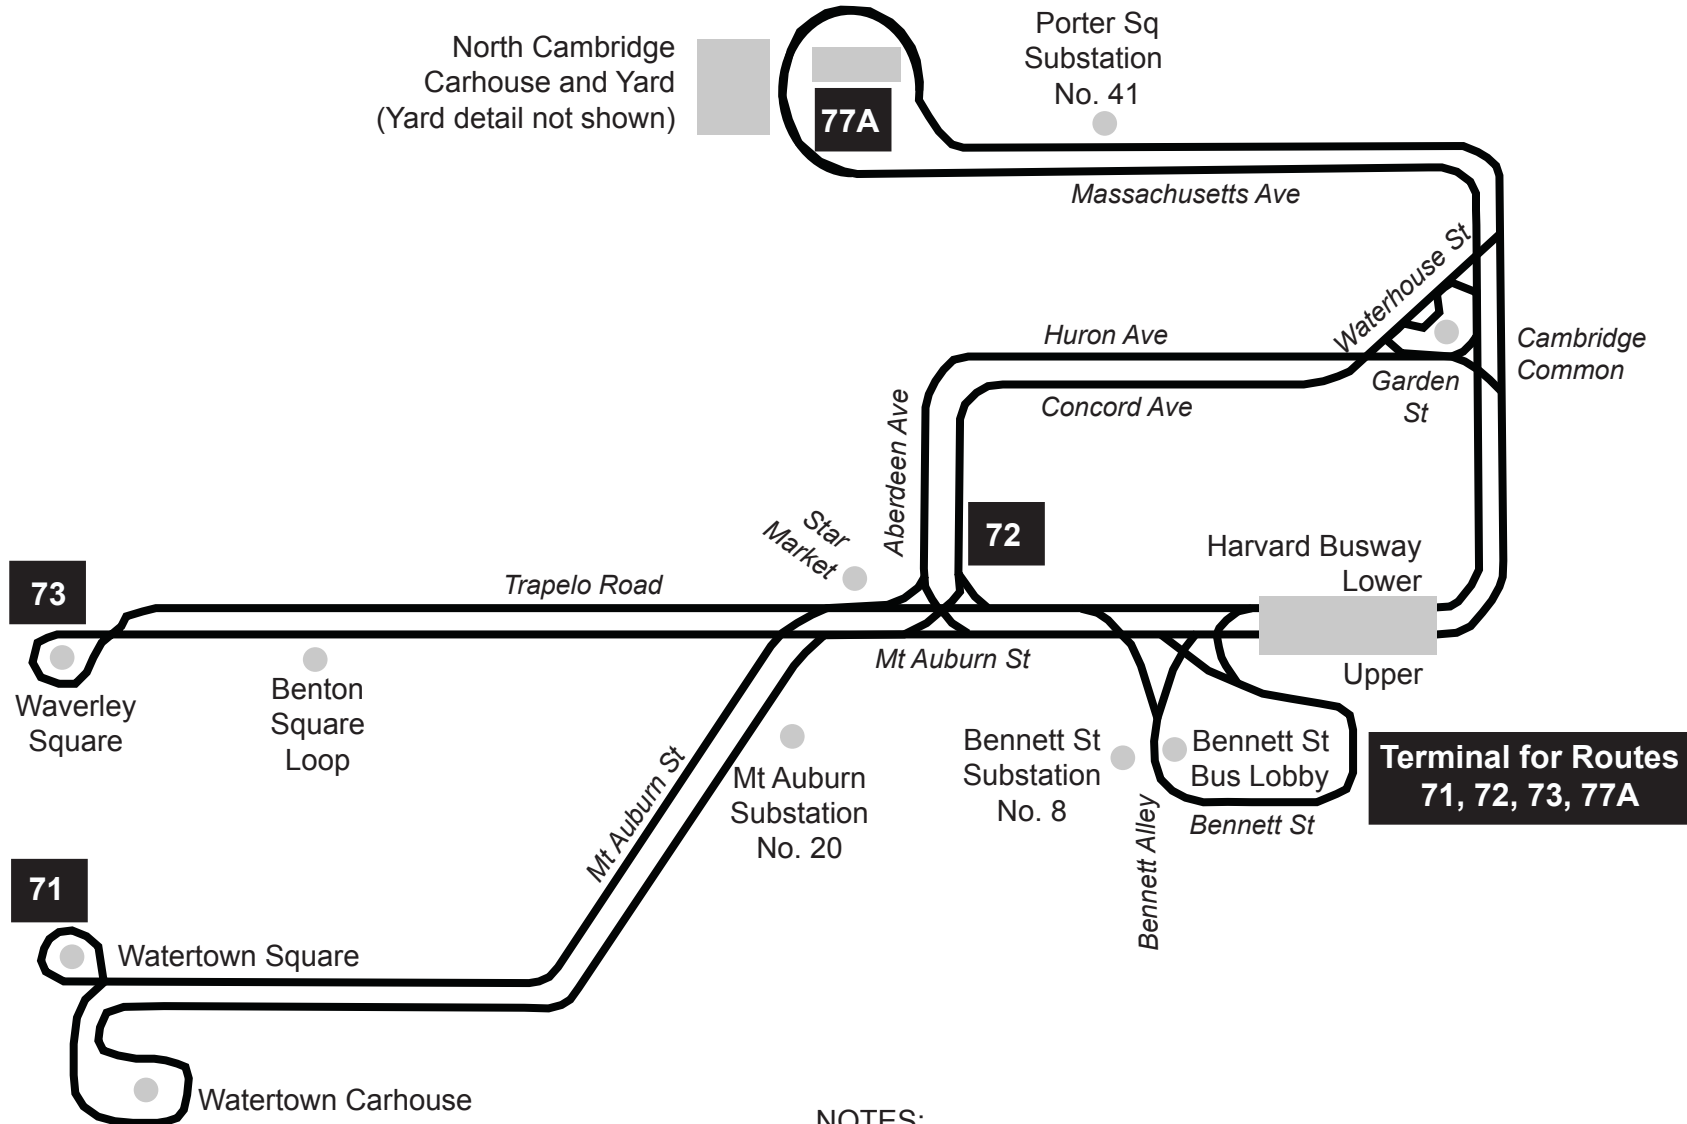 North Cambridge
Carhouse and Yard
(Yard detail not shown)
77A
Porter Sq
Substation
No. 41
Massachusetts Ave
Waterhouse St
Huron Ave
Concord Ave
Garden
St
Cambridge
Common
Aberdeen Ave
Star
Market
72
Harvard Busway
Lower
Upper
73
Trapelo Road
Mt Auburn St
Waverley
Square
Benton
Square
Loop
Mt Auburn St
Mt Auburn
Substation
No. 20
Bennett St
Substation
No. 8
Bennett St
Bus Lobby
Bennett Alley
Bennett St
Terminal for Routes
71, 72, 73, 77A
71
Watertown Square
Watertown Carhouse
NOTES: